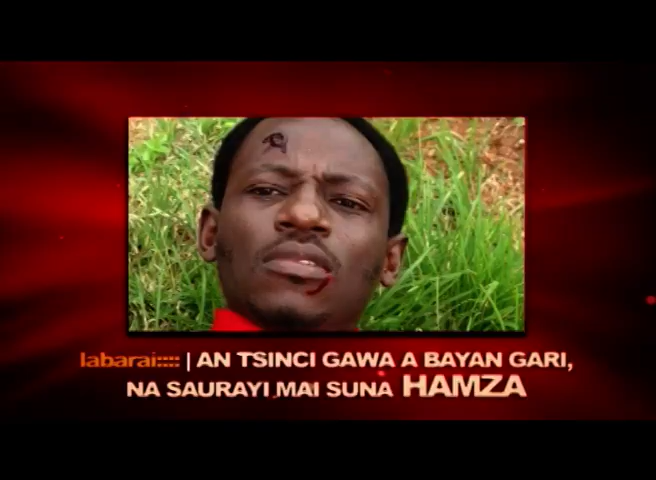 labarai:::: | AN TSINCI GAWA A BAYAN GARI,
NA SAURAYI MAI SUNA HAMZA